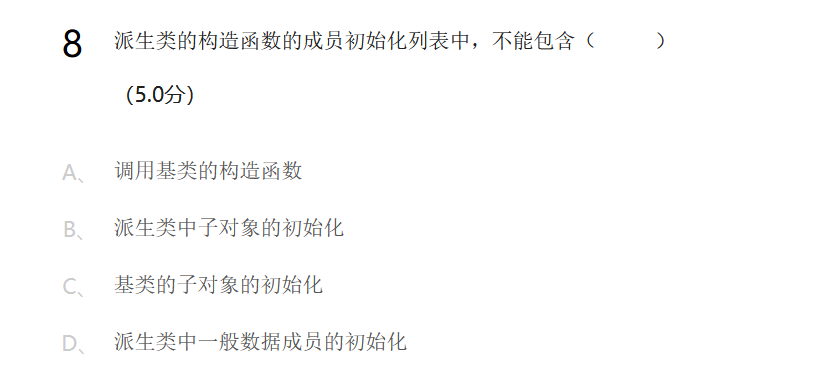 8 派生类的构造函数的成员初始化列表中，不能包含（ ）
（5.0分）
A、 调用基类的构造函数
B、 派生类中子对象的初始化
C、 基类的子对象的初始化
D、 派生类中一般数据成员的初始化